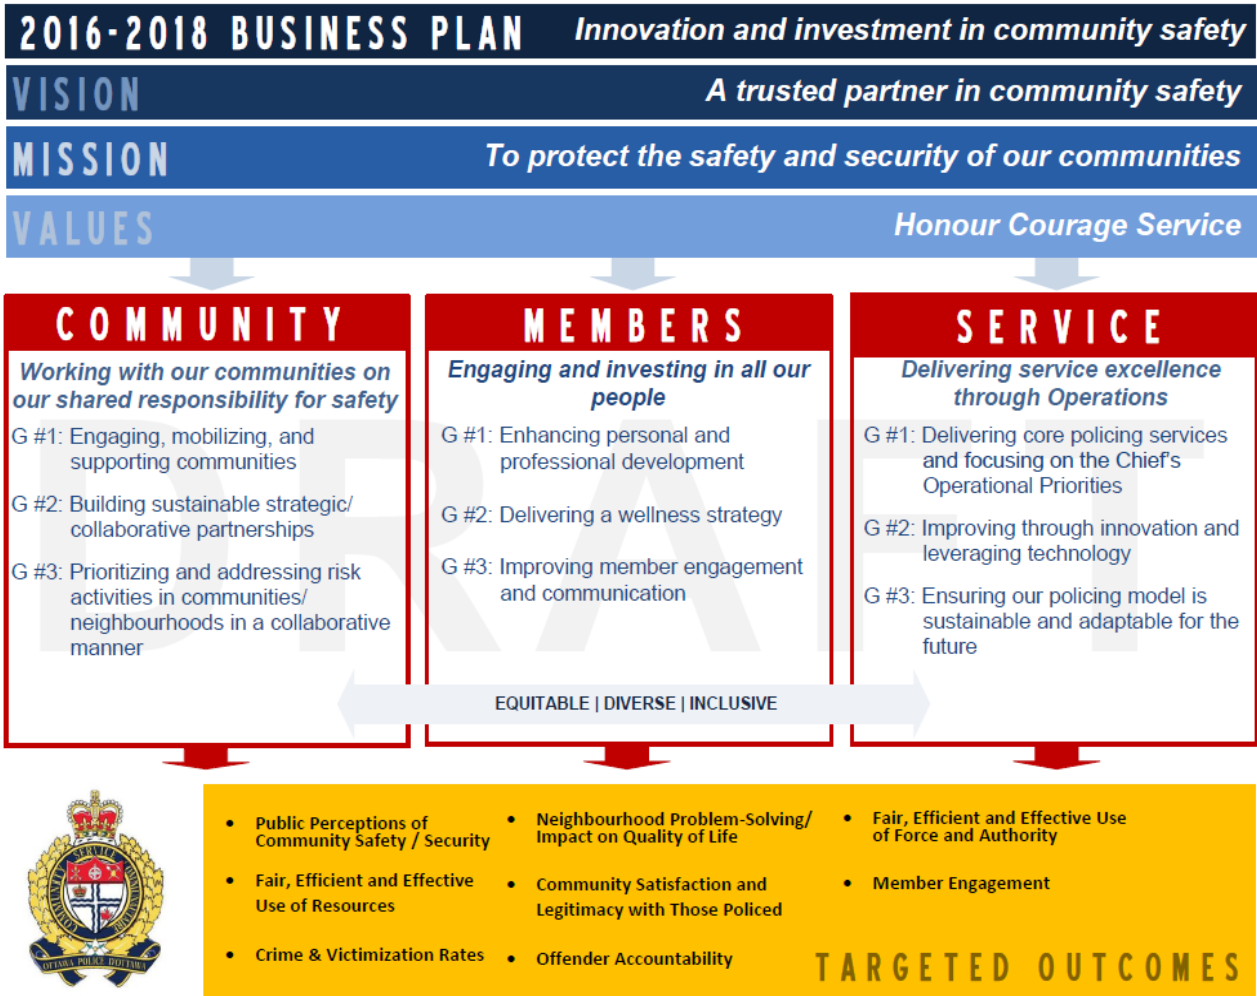 2016-2018 BUSINESS PLAN Innovation and investment in community safety
VISION A trusted partner in community safety
MISSION To protect the safety and security of our communities
VALUES Honour Courage Service
COMMUNITY
Working with our communities on
our shared responsibility for safety
G #1: Engaging, mobilizing, and
supporting communities
G #2: Building sustainable strategic/
collaborative partnerships
G #3: Prioritizing and addressing risk
activities in communities/
neighbourhoods in a collaborative
manner
MEMBERS
Engaging and investing in all our
people
G #1: Enhancing personal and
professional development
G #2: Delivering a wellness strategy
G #3: Improving member engagement
and communication
SERVICE
Delivering service excellence
through Operations
G #1: Delivering core policing services
and focusing on the Chief's
Operational Priorities
G #2: Improving through innovation and
leveraging technology
G #3: Ensuring our policing model is
sustainable and adaptable for the
future
DRAFT
EQUITABLE | DIVERSE | INCLUSIVE
COMMUNITY SERVICE COMMUNAUTAIRE
OTTAWA POLICE D'OTTAWA
• Public Perceptions of
Community Safety / Security
• Fair, Efficient and Effective
Use of Resources
• Crime & Victimization Rates
• Neighbourhood Problem-Solving/
Impact on Quality of Life
• Community Satisfaction and
Legitimacy with Those Policed
• Offender Accountability
• Fair, Efficient and Effective Use
of Force and Authority
• Member Engagement
TARGETED OUTCOMES